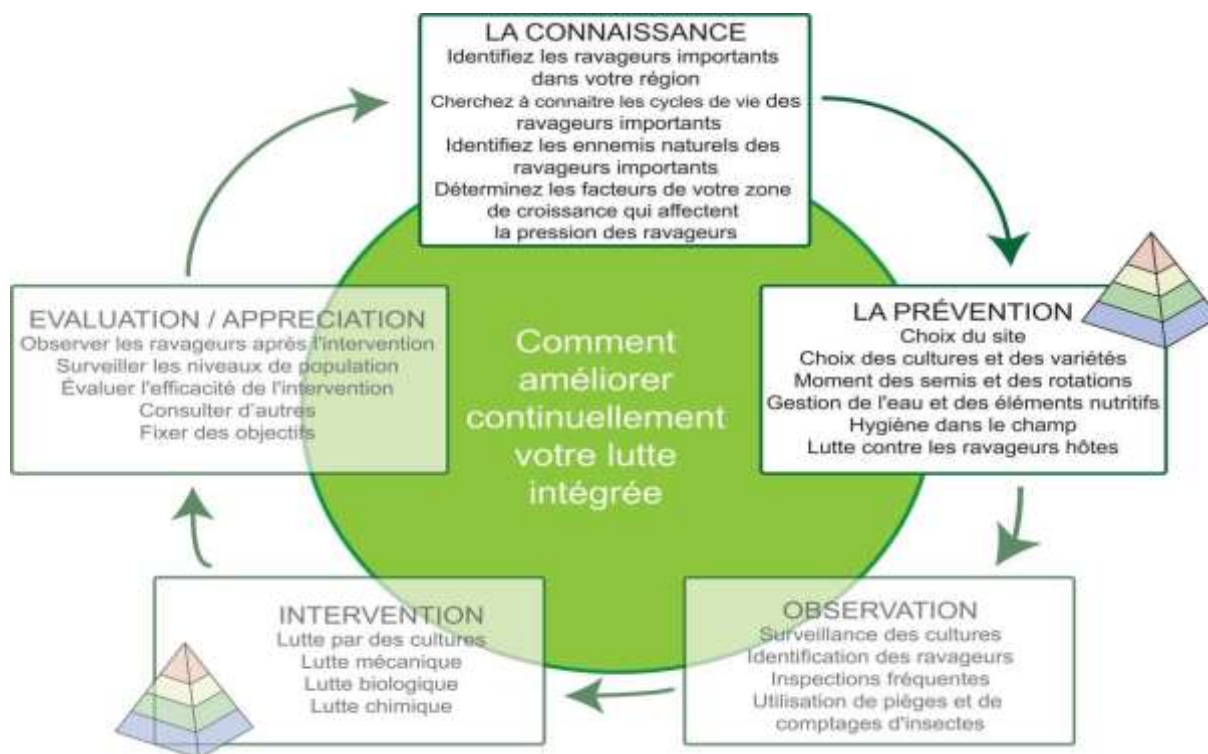 LA CONNAISSANCE
Identifiez les ravageurs importants
dans votre région
Cherchez à connaitre les cycles de vie des
ravageurs importants
Identifiez les ennemis naturels des
ravageurs importants
Déterminez les facteurs de votre zone
de croissance qui affectent
la pression des ravageurs
LA PRÉVENTION
Choix du site
Choix des cultures et des variétés
Moment des semis et des rotations
Gestion de l'eau et des éléments nutritifs
Hygiène dans le champ
Lutte contre les ravageurs hôtes
OBSERVATION
Surveillance des cultures
Identification des ravageurs
Inspections fréquentes
Utilisation de pièges et de
comptages d'insectes
INTERVENTION
Lutte par des cultures
Lutte mécanique
Lutte biologique
Lutte chimique
EVALUATION / APPRECIATION
Observer les ravageurs après l'intervention
Surveiller les niveaux de population
Évaluer l'efficacité de l'intervention
Consulter d'autres
Fixer des objectifs
Comment
améliorer
continuellement
votre lutte
intégrée